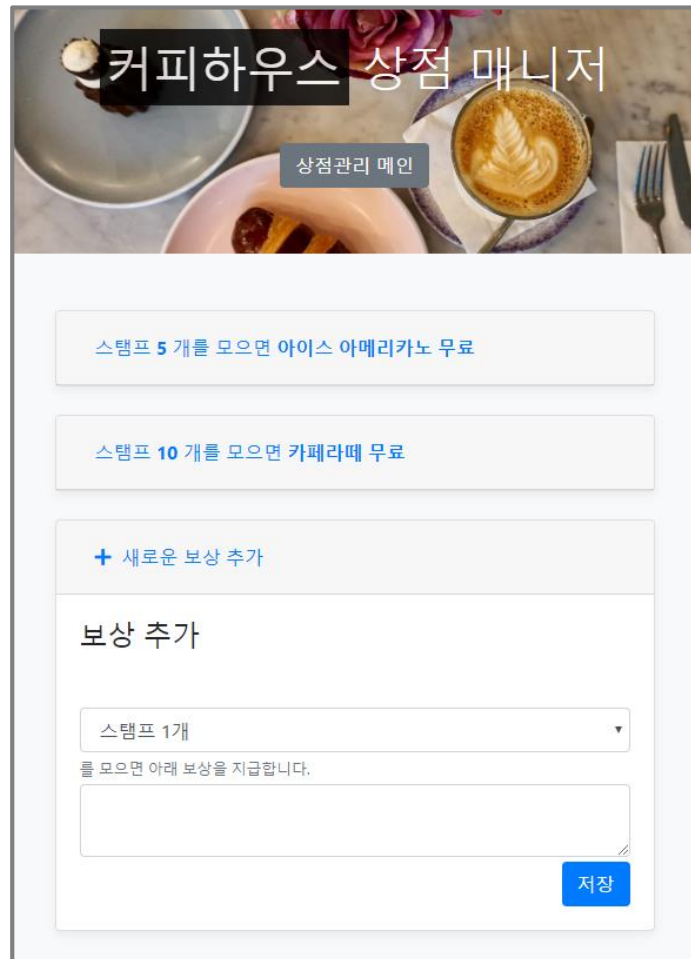 커피하우스 상점 매니저
상점관리 메인
스탬프 5 개를 모으면 아이스 아메리카노 무료
스탬프 10 개를 모으면 카페라떼 무료
+ 새로운 보상 추가
보상 추가
스탬프 1개
를 모으면 아래 보상을 지급합니다.
저장